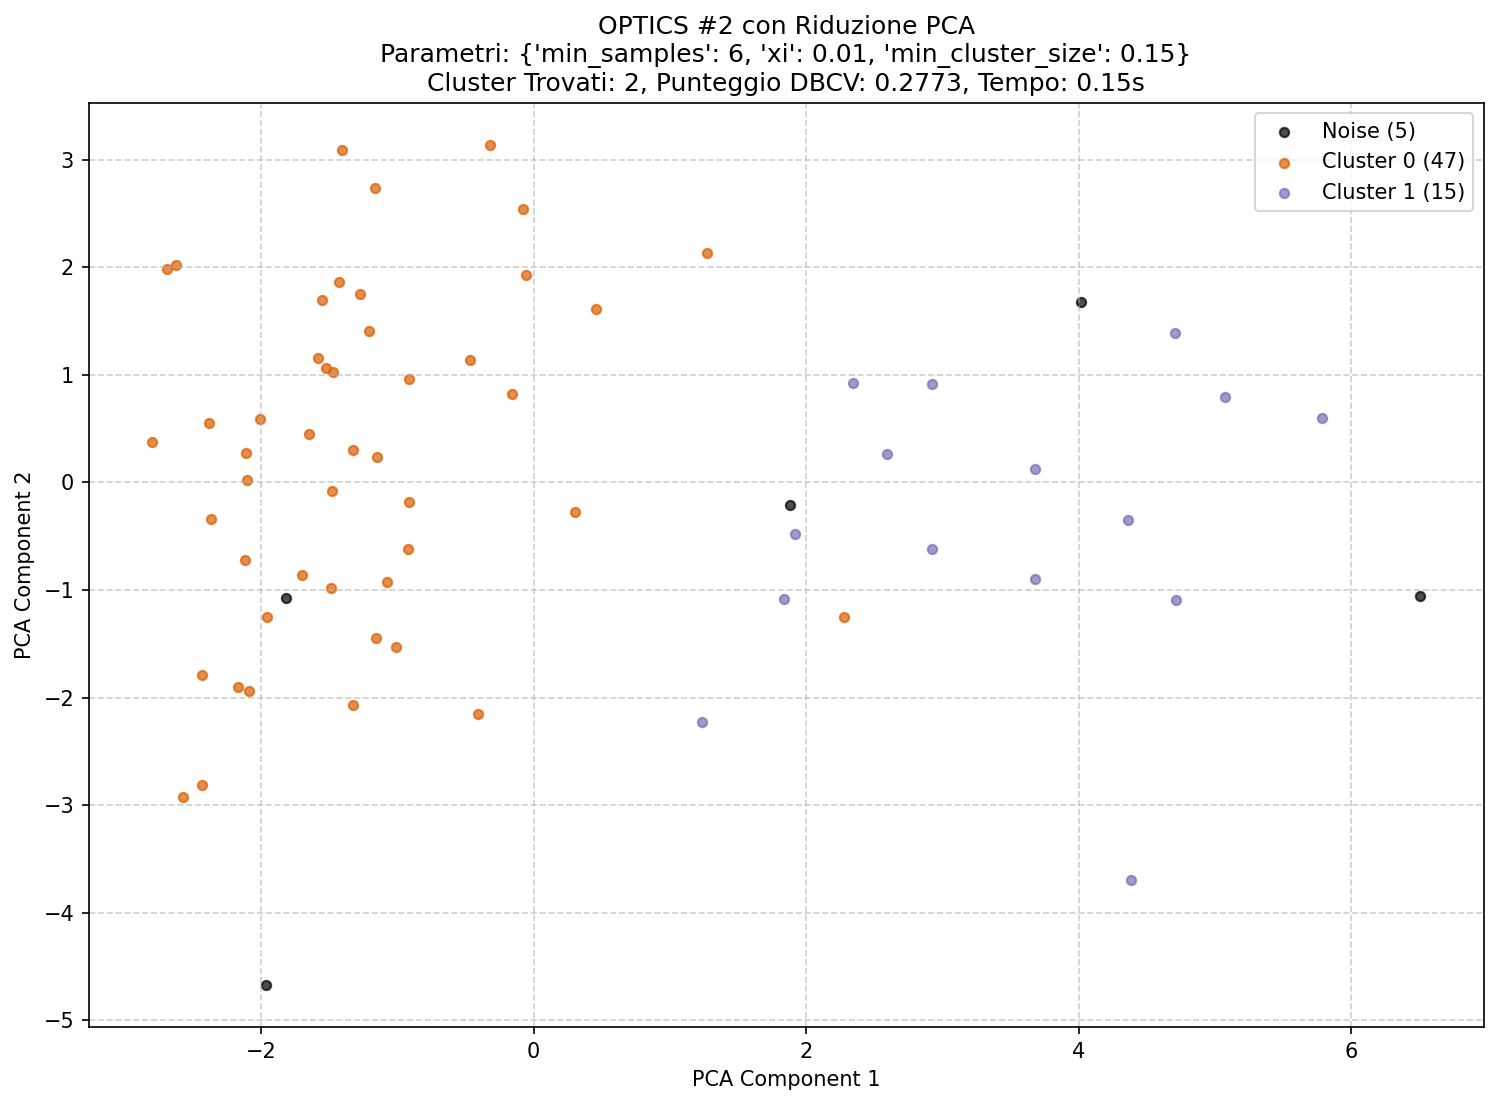 OPTICS #2 con Riduzione PCA
Parametri: {'min_samples': 6, 'xi': 0.01, 'min_cluster_size': 0.15}
Cluster Trovati: 2, Punteggio DBCV: 0.2773, Tempo: 0.15s
Noise (5)
Cluster 0 (47)
Cluster 1 (15)
PCA Component 2
3
2
1
0
−1
−2
−3
−4
−5
−2 0 2 4 6
PCA Component 1